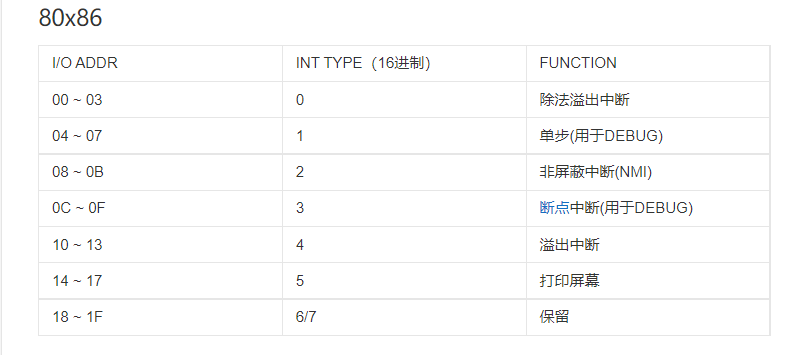 80x86
I/O ADDR INT TYPE（16进制） FUNCTION
00 ~ 03 0 除法溢出中断
04 ~ 07 1 单步(用于DEBUG)
08 ~ 0B 2 非屏蔽中断(NMI)
0C ~ 0F 3 断点中断(用于DEBUG)
10 ~ 13 4 溢出中断
14 ~ 17 5 打印屏幕
18 ~ 1F 6/7 保留